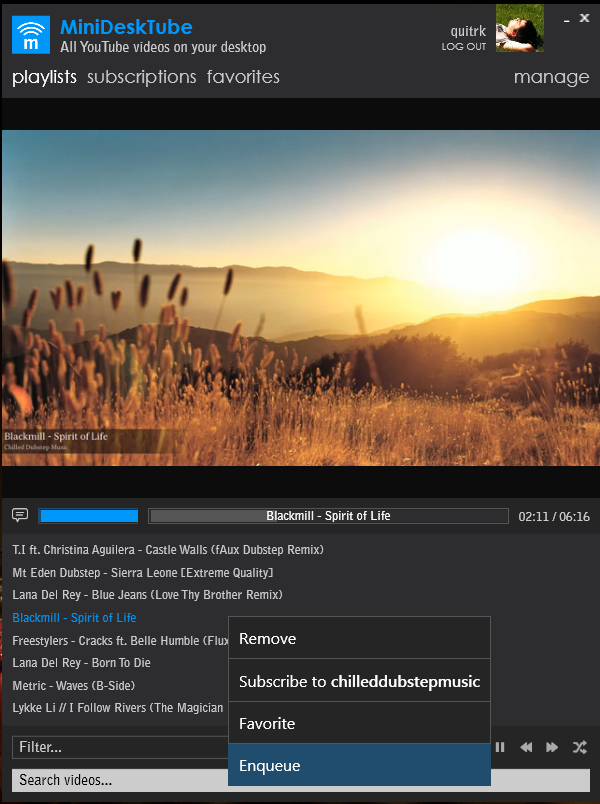 MiniDeskTube
All YouTube videos on your desktop
quitrk
LOG OUT
m
playlists subscriptions favorites manage
Blackmill - Spirit of Life
Chilled Dubstep Music
Blackmill - Spirit of Life 02:11 / 06:16
T.I ft. Christina Aguilera - Castle Walls (fAux Dubstep Remix)
Mt Eden Dubstep - Sierra Leone [Extreme Quality]
Lana Del Rey - Blue Jeans (Love Thy Brother Remix)
Blackmill - Spirit of Life
Freestylers - Cracks ft. Belle Humble (Flux
Lana Del Rey - Born To Die
Metric - Waves (B-Side)
Lykke Li // I Follow Rivers (The Magician
Remove
Subscribe to chilleddubstepmusic
Favorite
Enqueue
Filter...
Search videos...